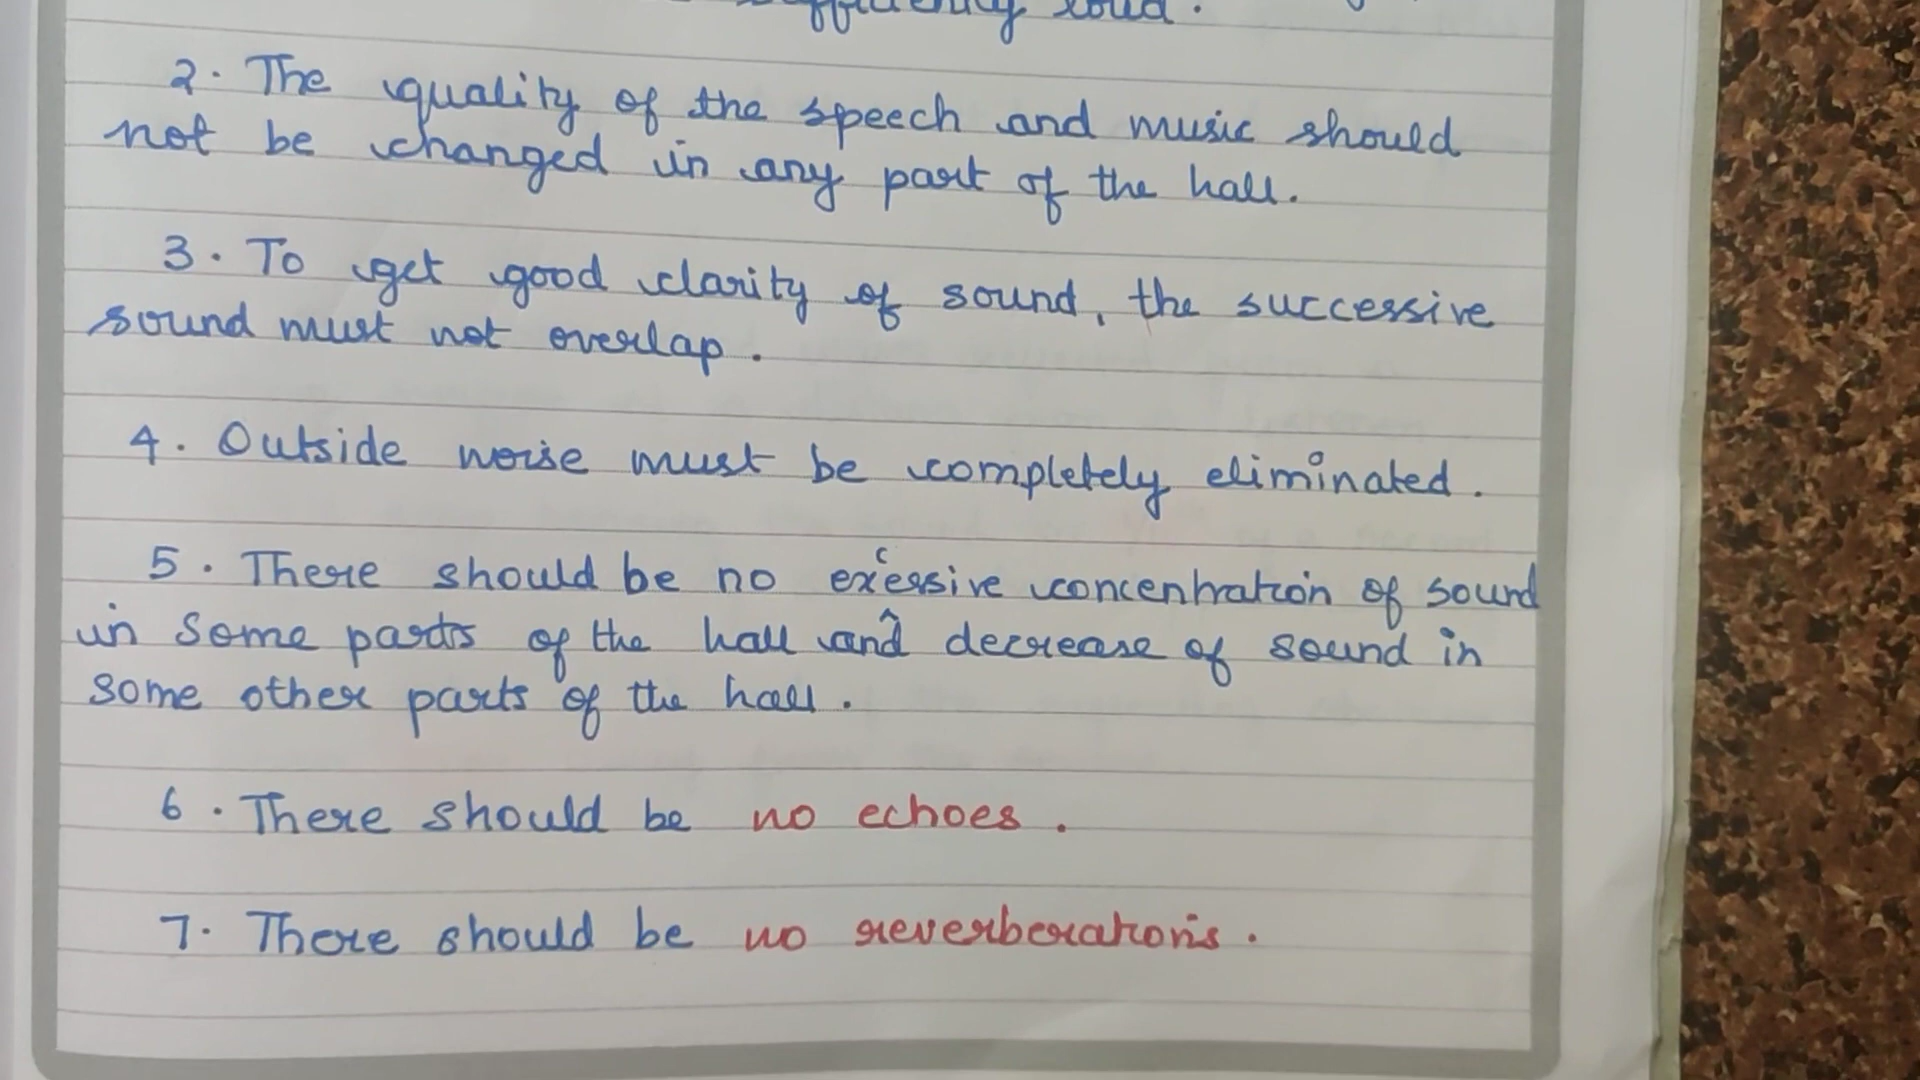 sufficiently loud.
2. The quality of the speech and music should
not be changed in any part of the hall.
3. To get good clarity of sound, the successive
sound must not overlap.
4. Outside noise must be completely eliminated.
5. There should be no excessive concentration of sound
in some parts of the hall and decrease of sound in
some other parts of the hall.
6. There should be no echoes.
7. There should be no reverberations.